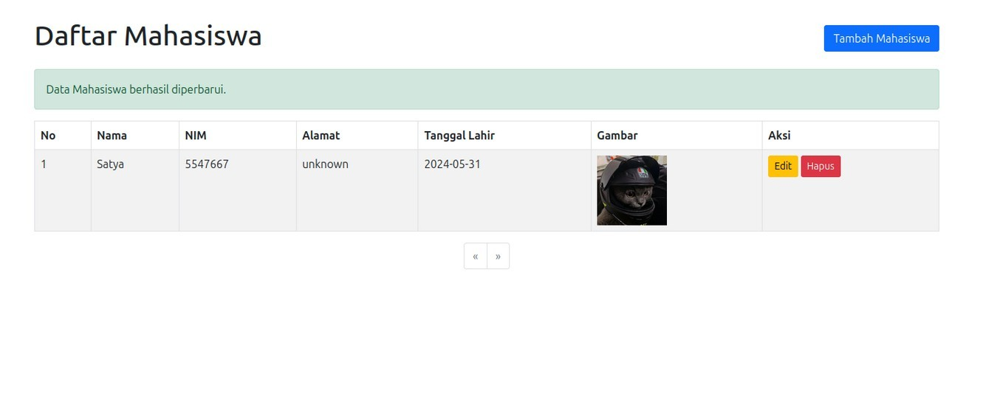 Daftar Mahasiswa
Tambah Mahasiswa
Data Mahasiswa berhasil diperbarui.
No Nama NIM Alamat Tanggal Lahir Gambar Aksi
1 Satya 5547667 unknown 2024-05-31 Edit Hapus
« »